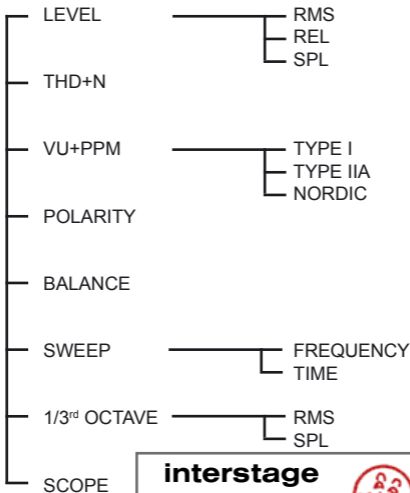 LEVEL
RMS
REL
SPL
THD+N
VU+PPM
TYPE I
TYPE IIA
NORDIC
POLARITY
BALANCE
SWEEP
FREQUENCY
TIME
1/3rd OCTAVE
RMS
SPL
SCOPE
interstage